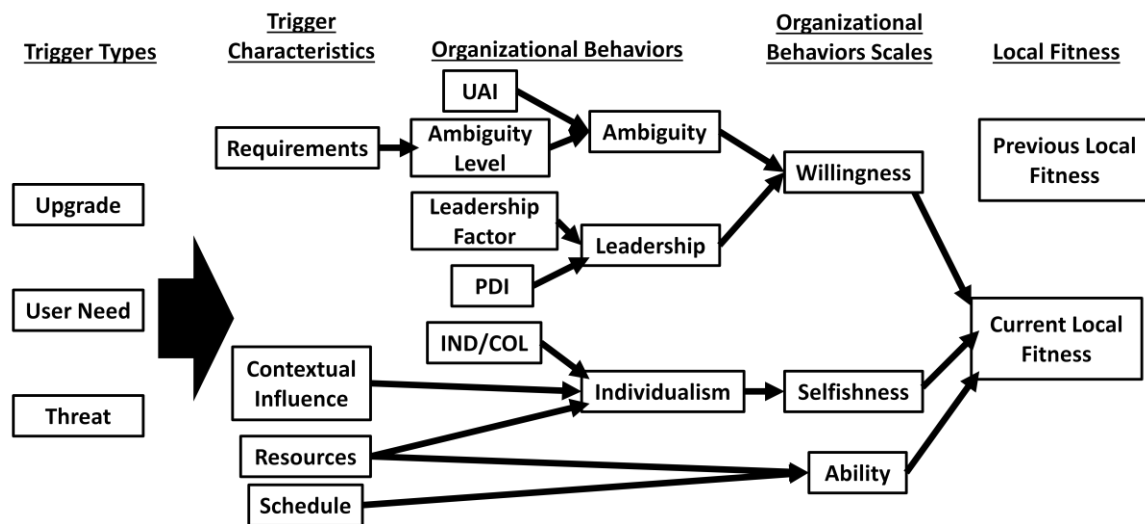 Trigger Types
Trigger
Characteristics
Organizational Behaviors
Organizational
Behaviors Scales
Local Fitness
Upgrade
User Need
Threat
Requirements
Contextual
Influence
Resources
Schedule
UAI
Ambiguity
Level
Leadership
Factor
PDI
IND/COL
Ambiguity
Leadership
Individualism
Willingness
Selfishness
Ability
Previous Local
Fitness
Current Local
Fitness